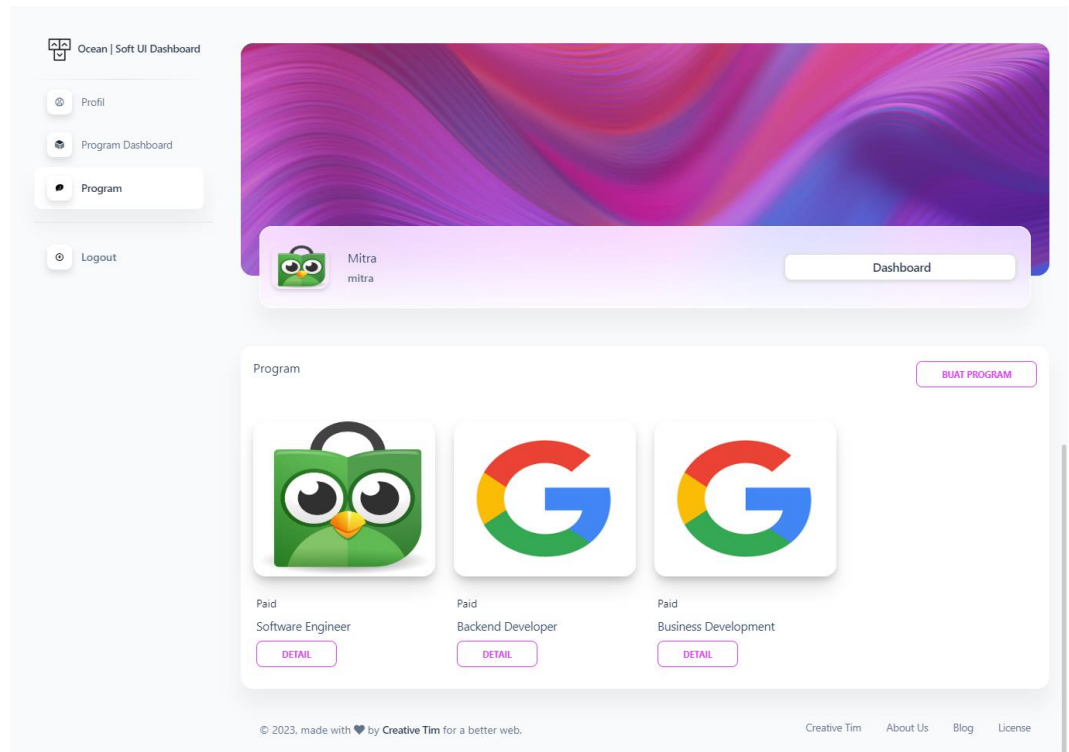 Ocean | Soft UI Dashboard
Profil
Program Dashboard
Program
Logout
Mitra
mitra
Dashboard
Program
BUAT PROGRAM
Paid
Software Engineer
DETAIL
Paid
Backend Developer
DETAIL
Paid
Business Development
DETAIL
© 2023, made with ♥ by Creative Tim for a better web.
Creative Tim About Us Blog License